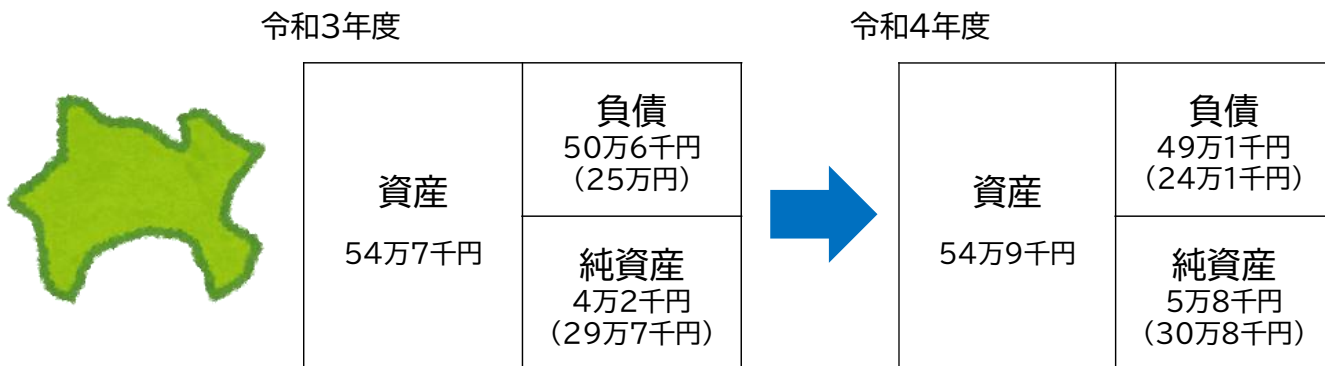 令和3年度
資産
54万7千円
負債
50万6千円
(25万円)
純資産
4万2千円
(29万7千円)
令和4年度
資産
54万9千円
負債
49万1千円
(24万1千円)
純資産
5万8千円
(30万8千円)